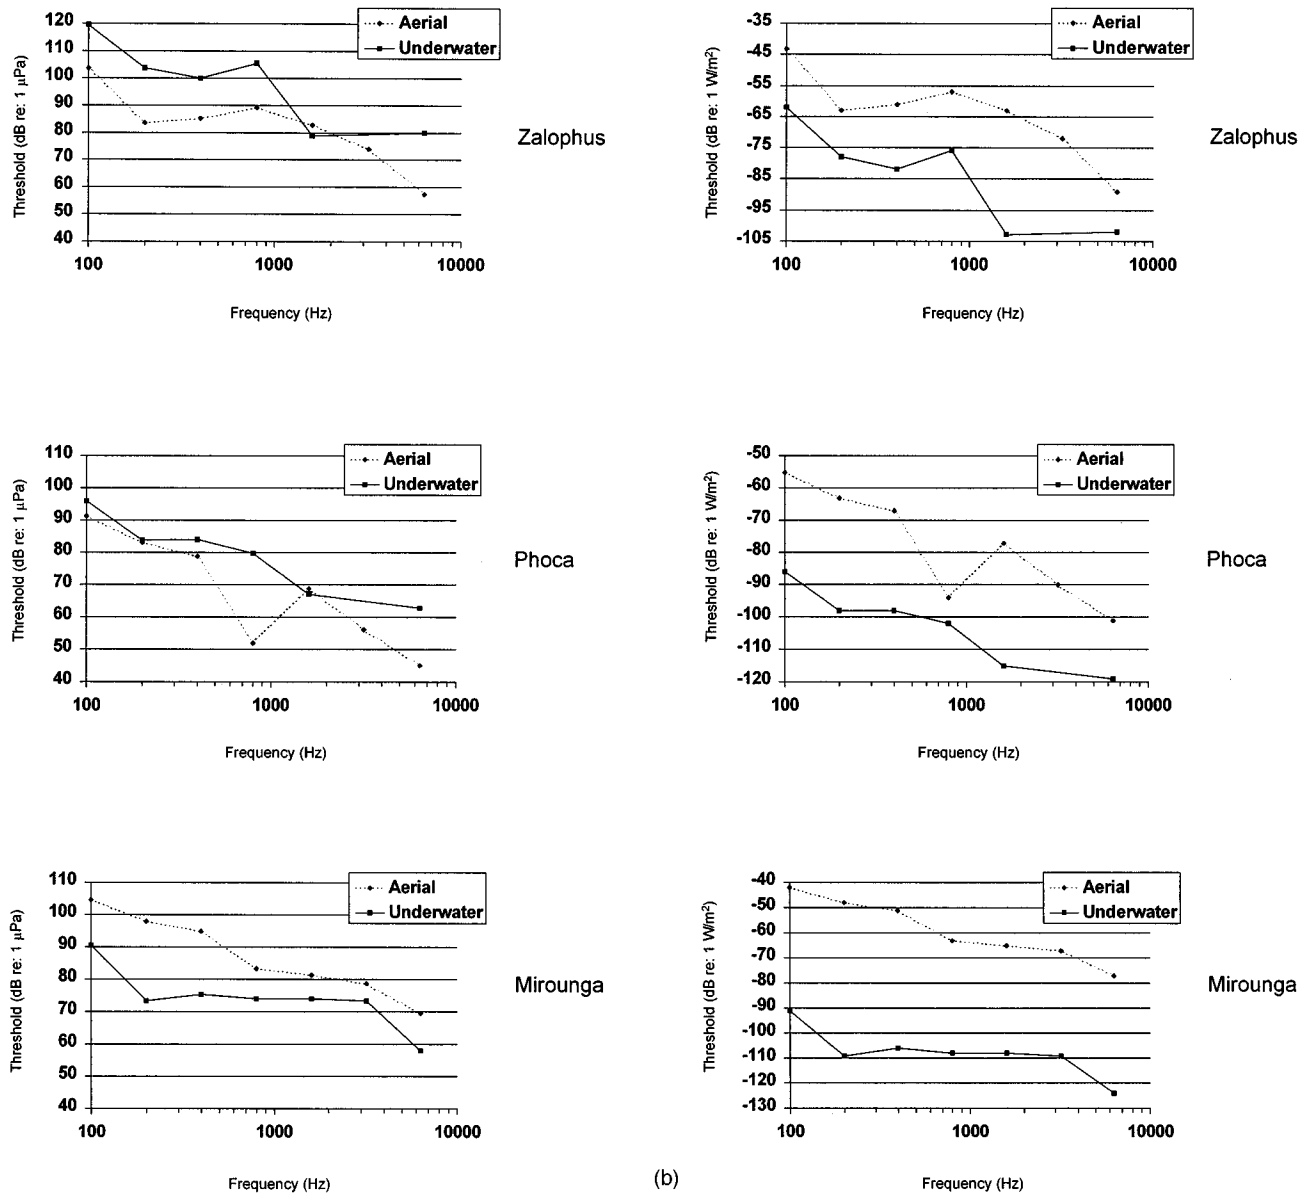 120
110
100
90
80
70
60
50
40
Threshold (dB re: 1 μPa)
Aerial
Underwater
100
1000
10000
Frequency (Hz)
Zalophus
-35
-45
-55
-65
-75
-85
-95
-105
Threshold (dB re: 1 W/m²)
Aerial
Underwater
100
1000
10000
Frequency (Hz)
Zalophus
110
100
90
80
70
60
50
40
Threshold (dB re: 1 μPa)
Aerial
Underwater
100
1000
10000
Frequency (Hz)
Phoca
-50
-60
-70
-80
-90
-100
-110
-120
Threshold (dB re: 1 W/m²)
Aerial
Underwater
100
1000
10000
Frequency (Hz)
Phoca
110
100
90
80
70
60
50
40
Threshold (dB re: 1 μPa)
Aerial
Underwater
100
1000
10000
Frequency (Hz)
Mirounga
-40
-50
-60
-70
-80
-90
-100
-110
-120
-130
Threshold (dB re: 1 W/m²)
Aerial
Underwater
100
1000
10000
Frequency (Hz)
Mirounga
(b)